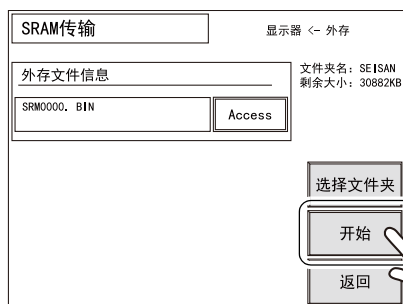 SRAM传输
显示器 <- 外存
外存文件信息
文件夹名: SEISAN
剩余大小: 30882KB
SRM0000. BIN
Access
选择文件夹
开始
返回